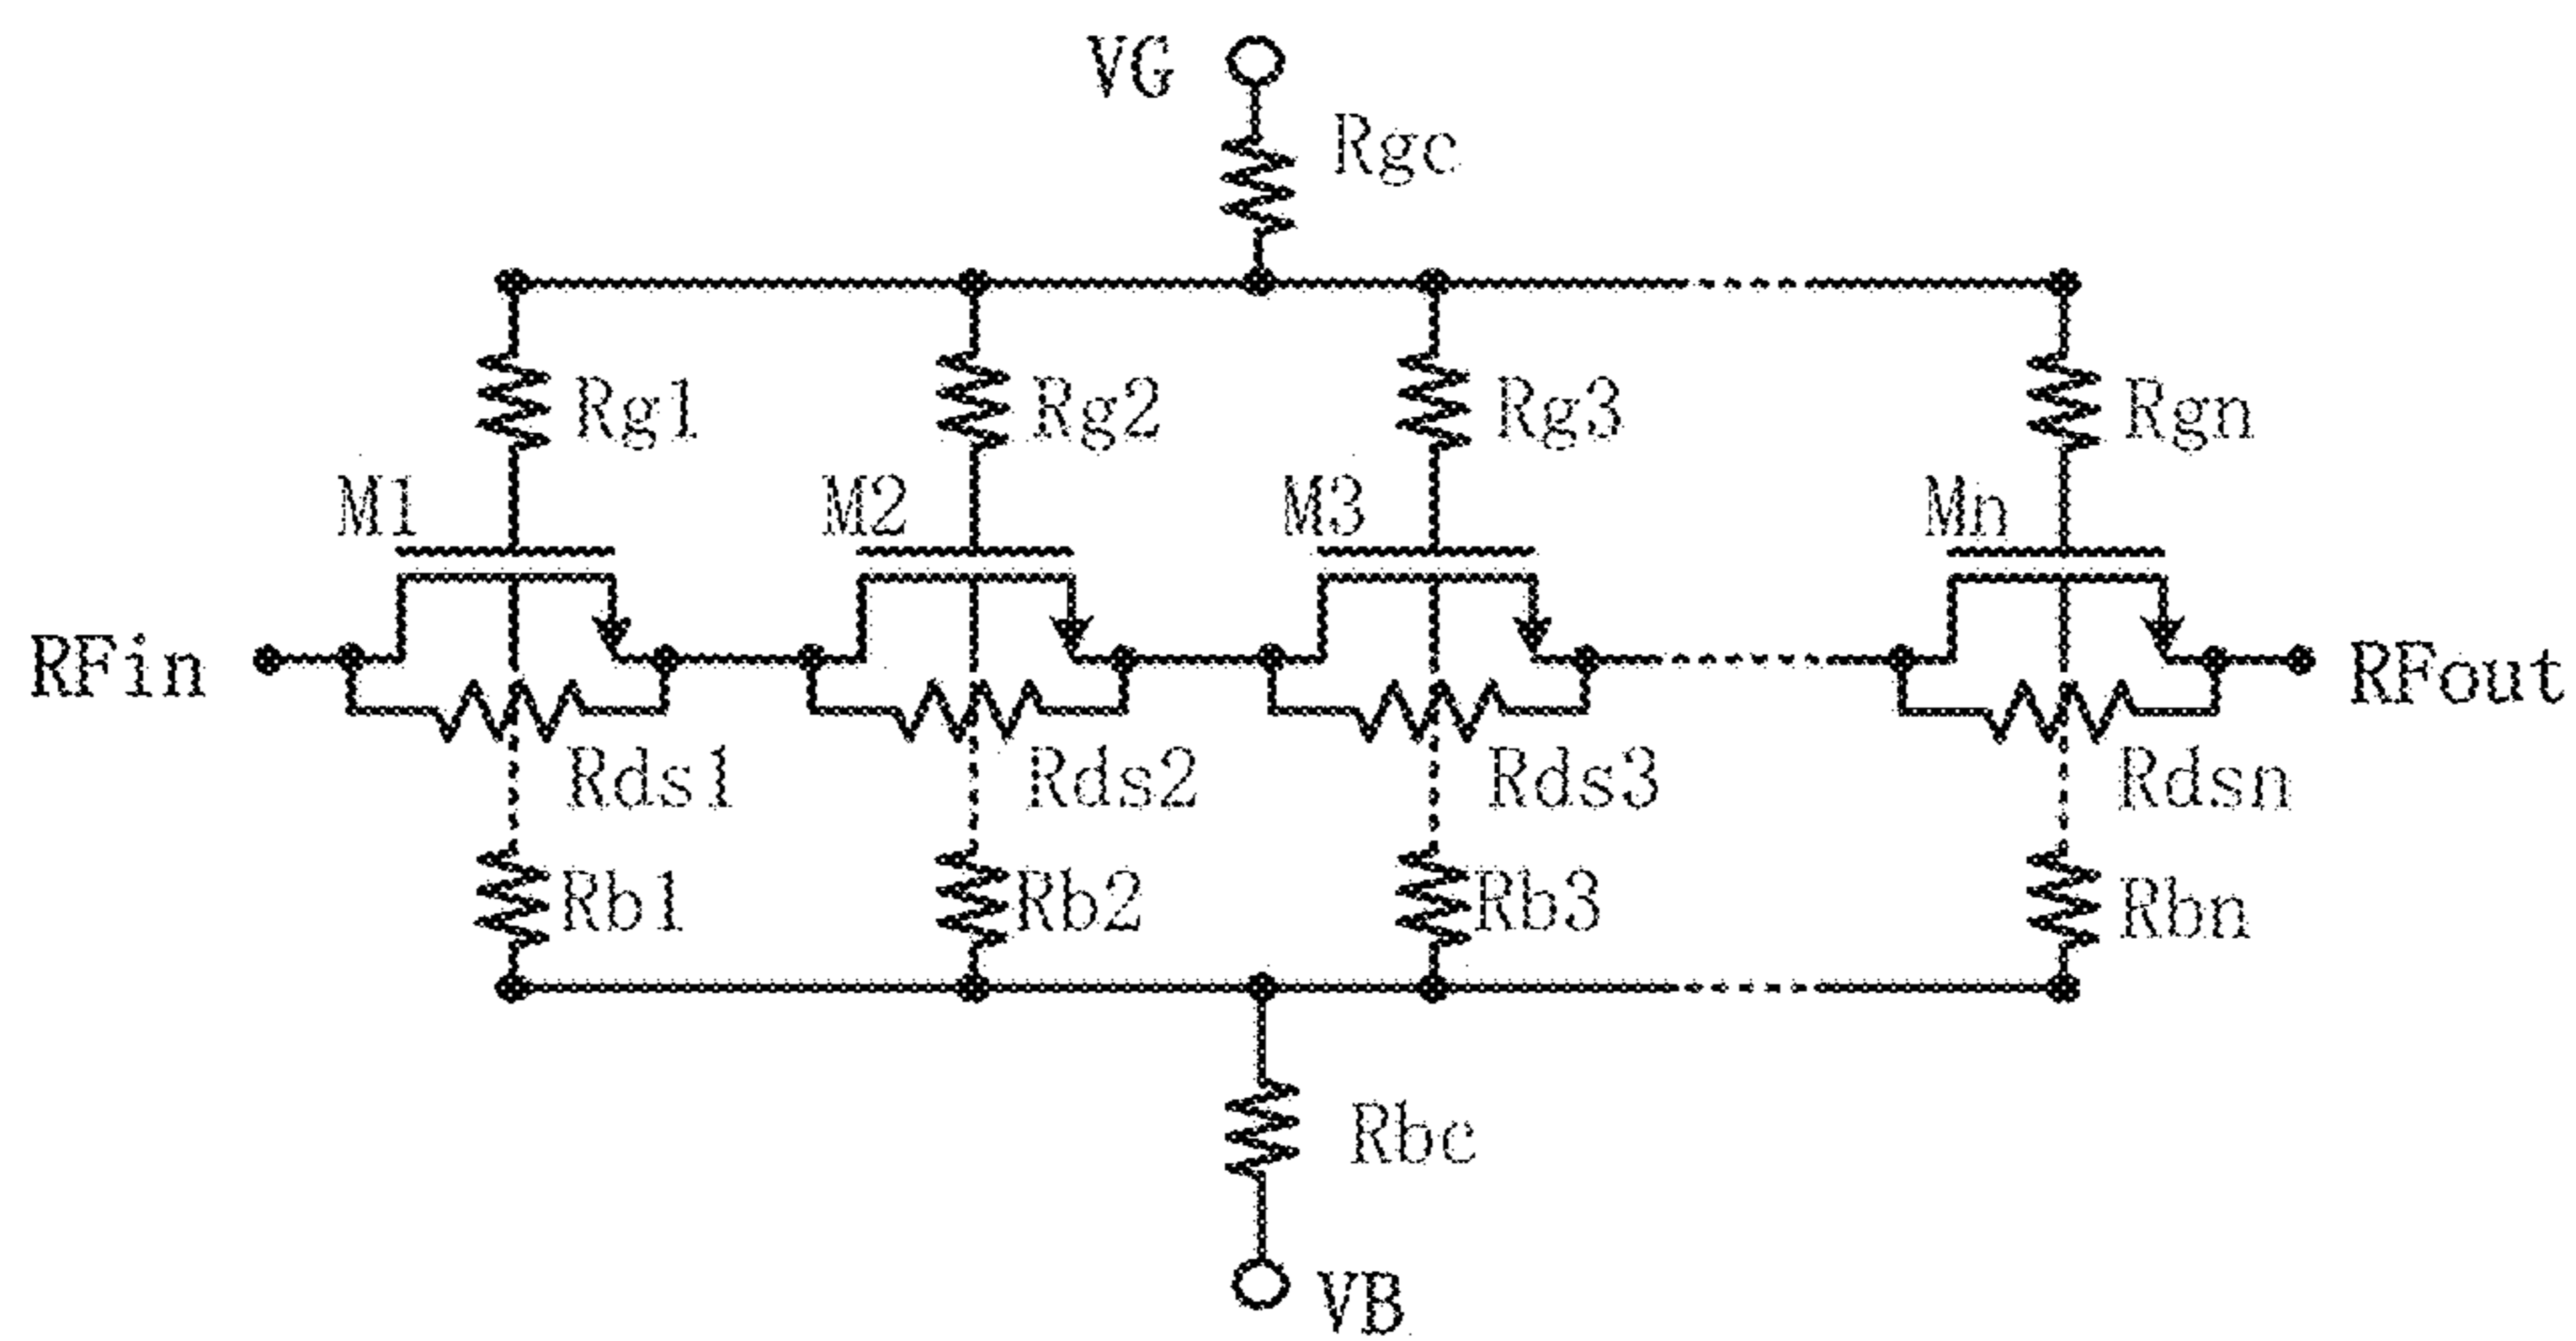 VG
Rgc
Rg1 Rg2 Rg3 Rgn
M1 M2 M3 Mn
RFin RFout
Rds1 Rds2 Rds3 Rdsn
Rb1 Rb2 Rb3 Rbn
Rbc
VB